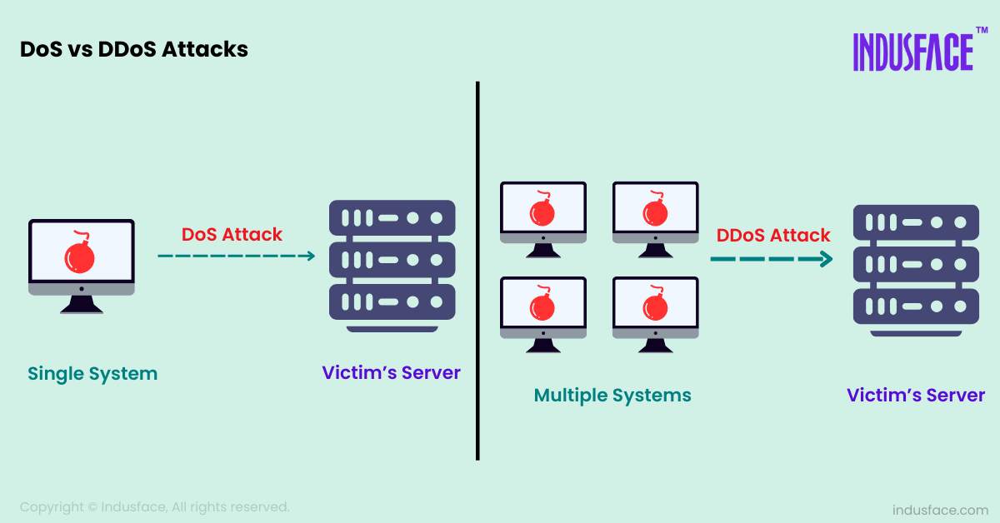 DoS vs DDoS Attacks
INDUSFACE™
DoS Attack
Single System
Victim’s Server
DDoS Attack
Multiple Systems
Victim’s Server
Copyright © Indusface, All rights reserved.
indusface.com